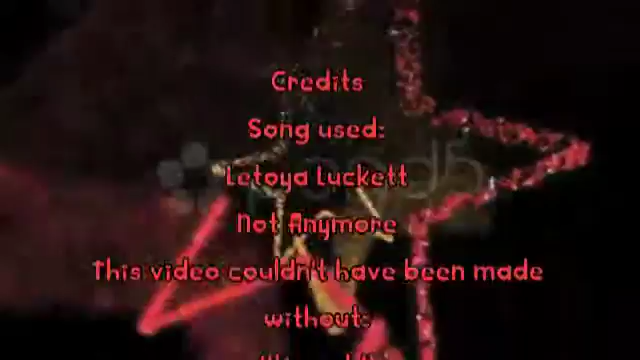 Credits
Song used:
Letoya Luckett
Not Anymore
This video couldn't have been made
without: